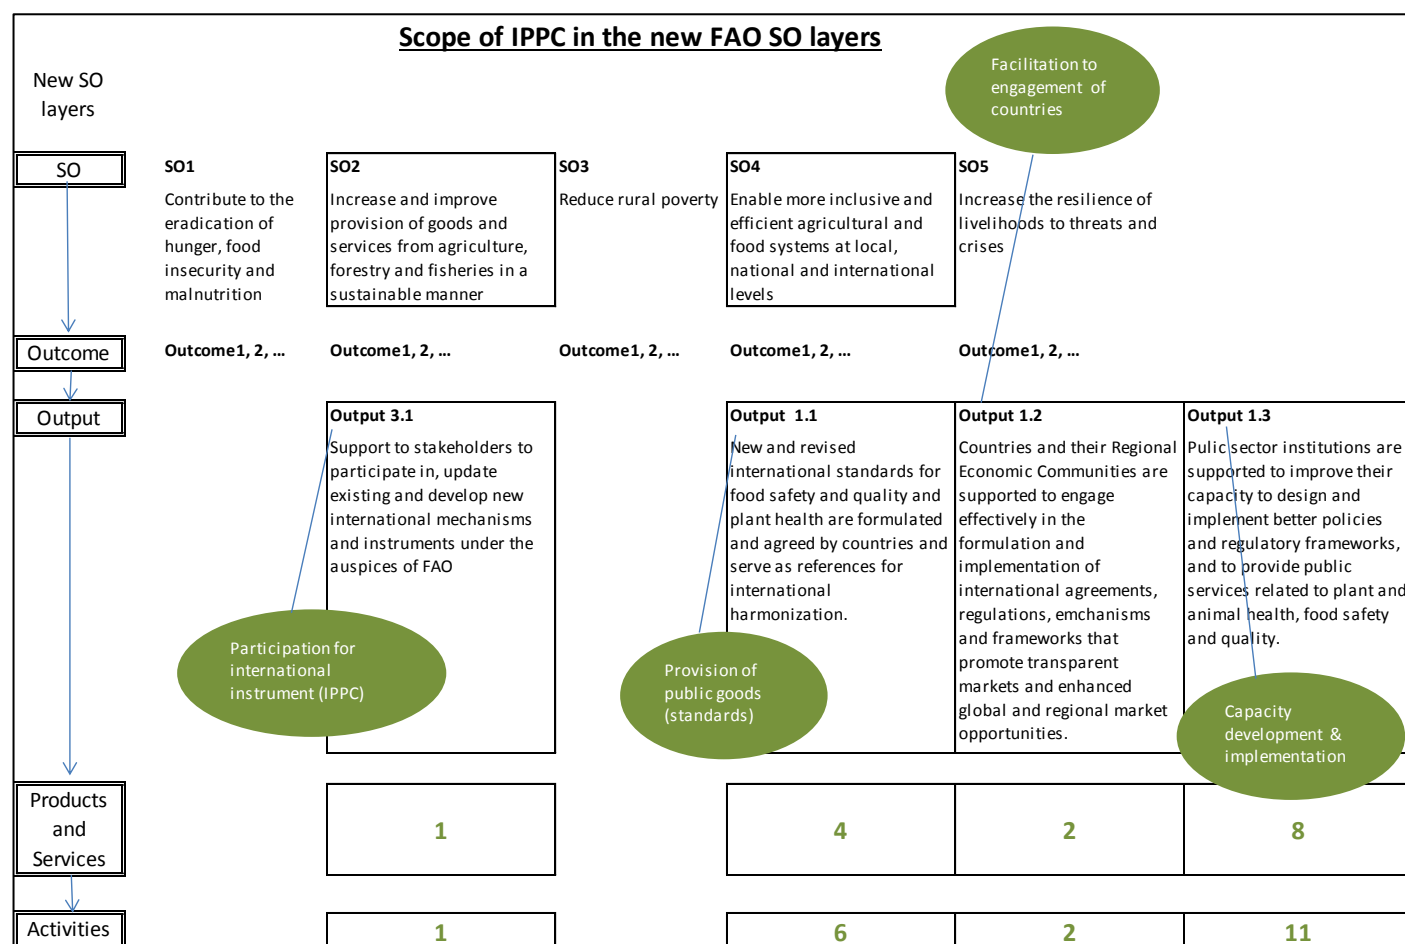 Scope of IPPC in the new FAO SO layers
Facilitation to
engagement of
countries
New SO
layers
SO
SO1
Contribute to the
eradication of
hunger, food
insecurity and
malnutrition
SO2
Increase and improve
provision of goods and
services from agriculture,
forestry and fisheries in a
sustainable manner
SO3
Reduce rural poverty
SO4
Enable more inclusive and
efficient agricultural and
food systems at local,
national and international
levels
SO5
Increase the resilience of
livelihoods to threats and
crises
Outcome
Outcome1, 2, ...
Outcome1, 2, ...
Outcome1, 2, ...
Outcome1, 2, ...
Outcome1, 2, ...
Output
Output 3.1
Support to stakeholders to
participate in, update
existing and develop new
international mechanisms
and instruments under the
auspices of FAO
Participation for
international
instrument (IPPC)
Output 1.1
New and revised
international standards for
food safety and quality and
plant health are formulated
and agreed by countries and
serve as references for
international
harmonization.
Provision of
public goods
(standards)
Output 1.2
Countries and their Regional
Economic Communities are
supported to engage
effectively in the
formulation and
implementation of
international agreements,
regulations, emchanisms
and frameworks that
promote transparent
markets and enhanced
global and regional market
opportunities.
Output 1.3
Pulic sector institutions are
supported to improve their
capacity to design and
implement better policies
and regulatory frameworks,
and to provide public
services related to plant and
animal health, food safety
and quality.
Capacity
development &
implementation
Products
and
Services
1
4
2
8
Activities
1
6
2
11